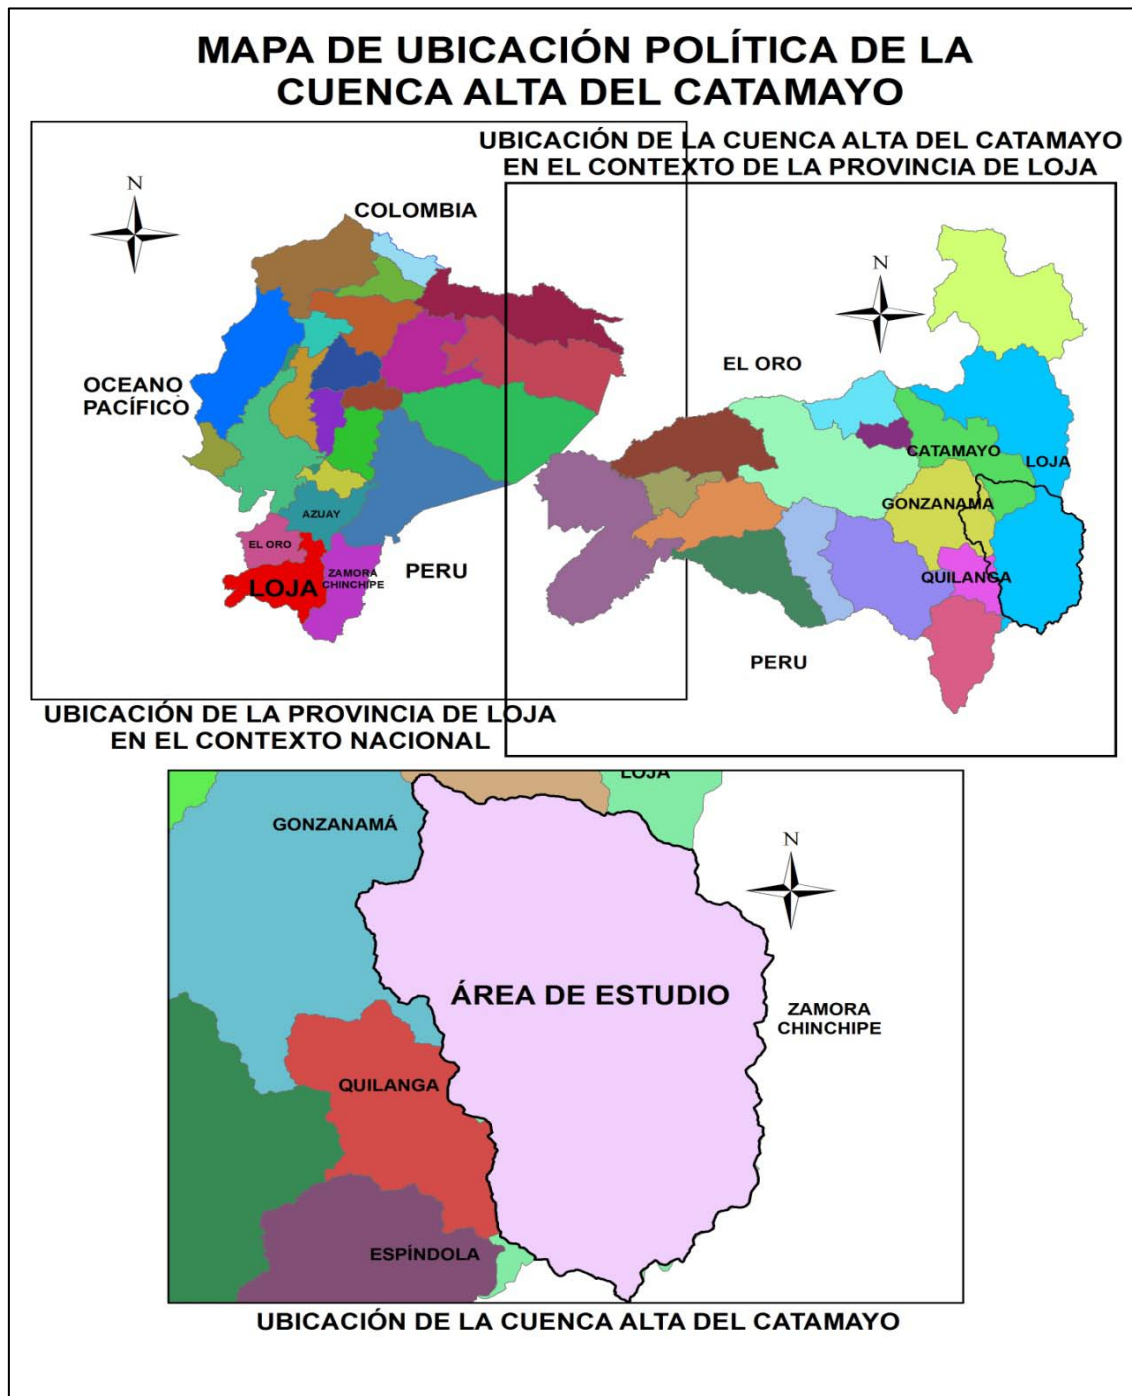 MAPA DE UBICACIÓN POLÍTICA DE LA
CUENCA ALTA DEL CATAMAYO
UBICACIÓN DE LA CUENCA ALTA DEL CATAMAYO
EN EL CONTEXTO DE LA PROVINCIA DE LOJA
N
COLOMBIA
OCEANO
PACÍFICO
AZUAY
EL ORO
LOJA
ZAMORA
CHINCHIPE
PERU
UBICACIÓN DE LA PROVINCIA DE LOJA
EN EL CONTEXTO NACIONAL
N
EL ORO
CATAMAYO
LOJA
GONZANAMÁ
QUILANGA
PERU
LOJA
GONZANAMÁ
N
ÁREA DE ESTUDIO
ZAMORA
CHINCHIPE
QUILANGA
ESPÍNDOLA
UBICACIÓN DE LA CUENCA ALTA DEL CATAMAYO